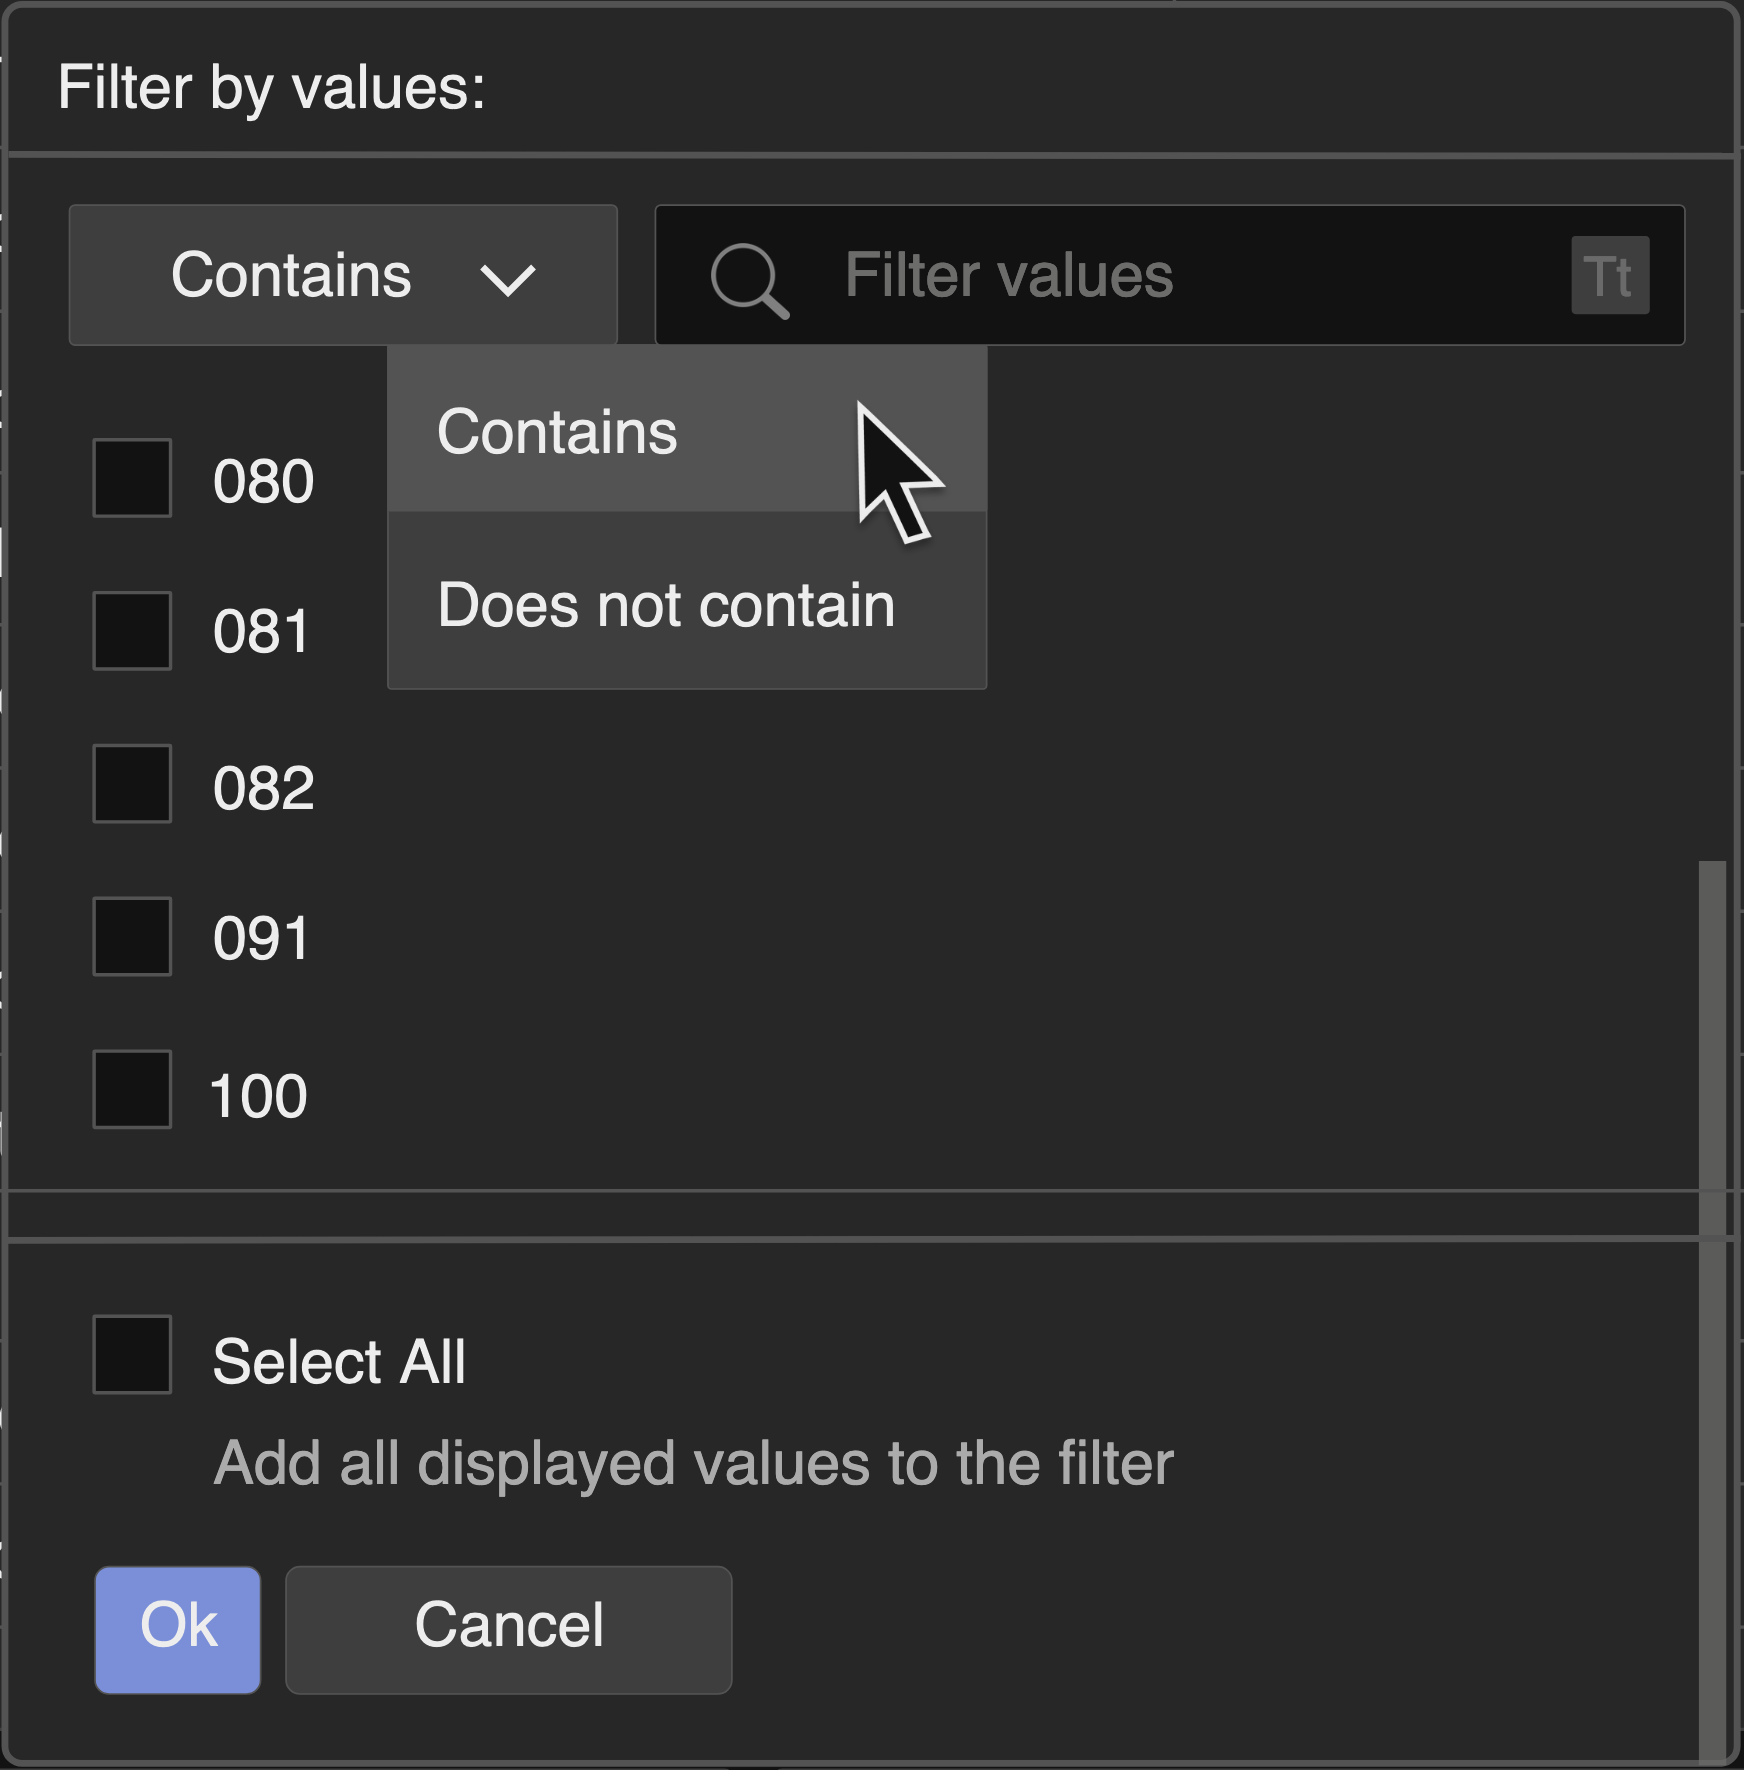 Filter by values:
Contains
Filter values
Tt
Contains
080
Does not contain
081
082
091
100
Select All
Add all displayed values to the filter
Ok
Cancel